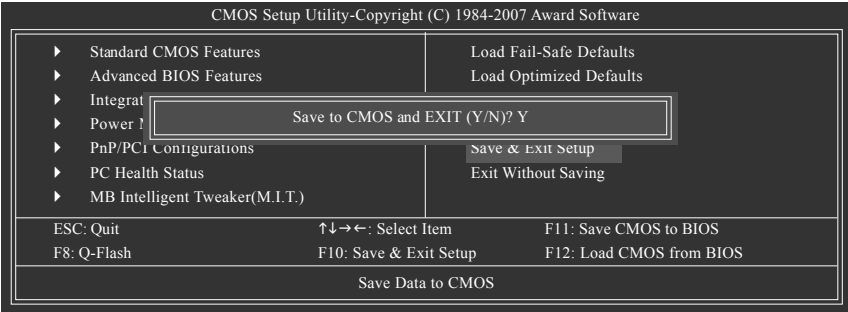 CMOS Setup Utility-Copyright (C) 1984-2007 Award Software
Standard CMOS Features
Advanced BIOS Features
Power
PnP/PCI Configurations
PC Health Status
MB Intelligent Tweaker(M.I.T.)
Load Fail-Safe Defaults
Load Optimized Defaults
Save to CMOS and EXIT (Y/N)? Y
Save & Exit Setup
Exit Without Saving
ESC: Quit
↑↓→←: Select Item
F11: Save CMOS to BIOS
F8: Q-Flash
F10: Save & Exit Setup
F12: Load CMOS from BIOS
Save Data to CMOS